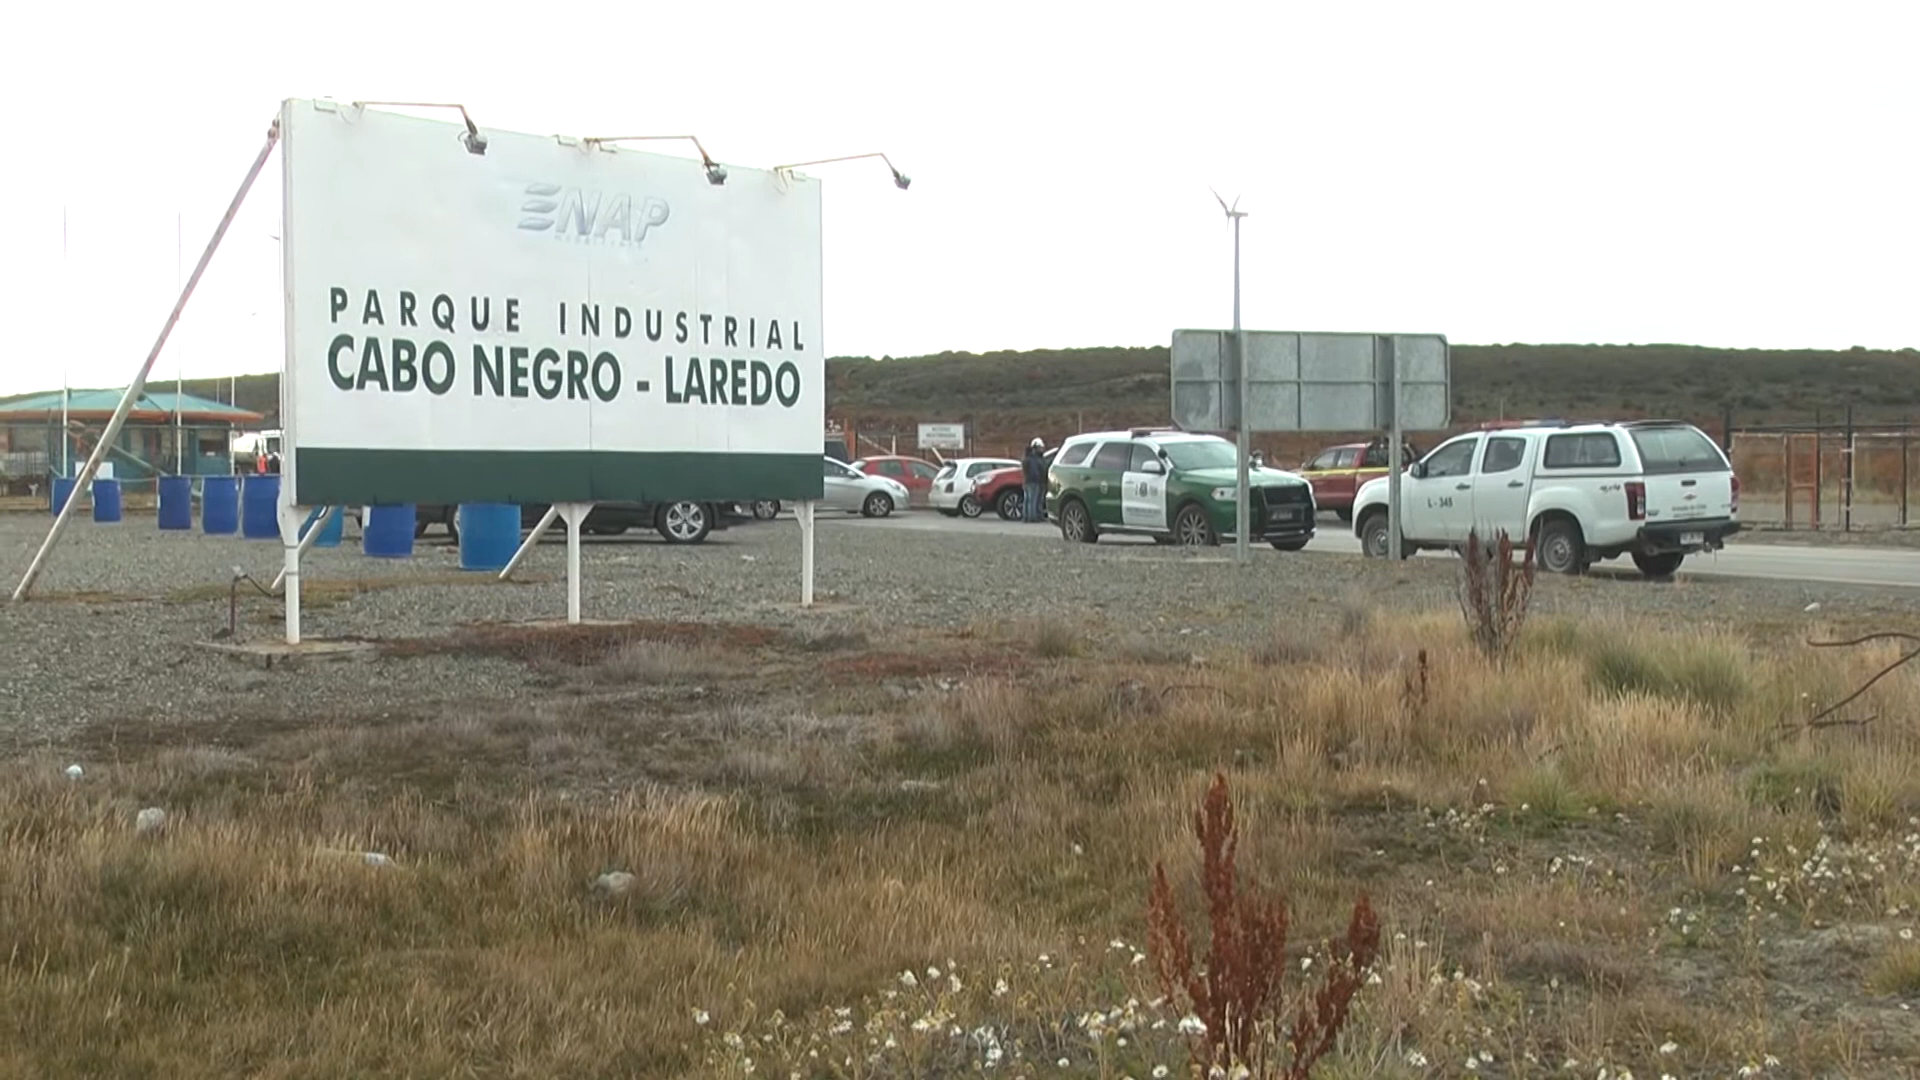 ENAP
PARQUE INDUSTRIAL
CABO NEGRO - LAREDO
L - 345